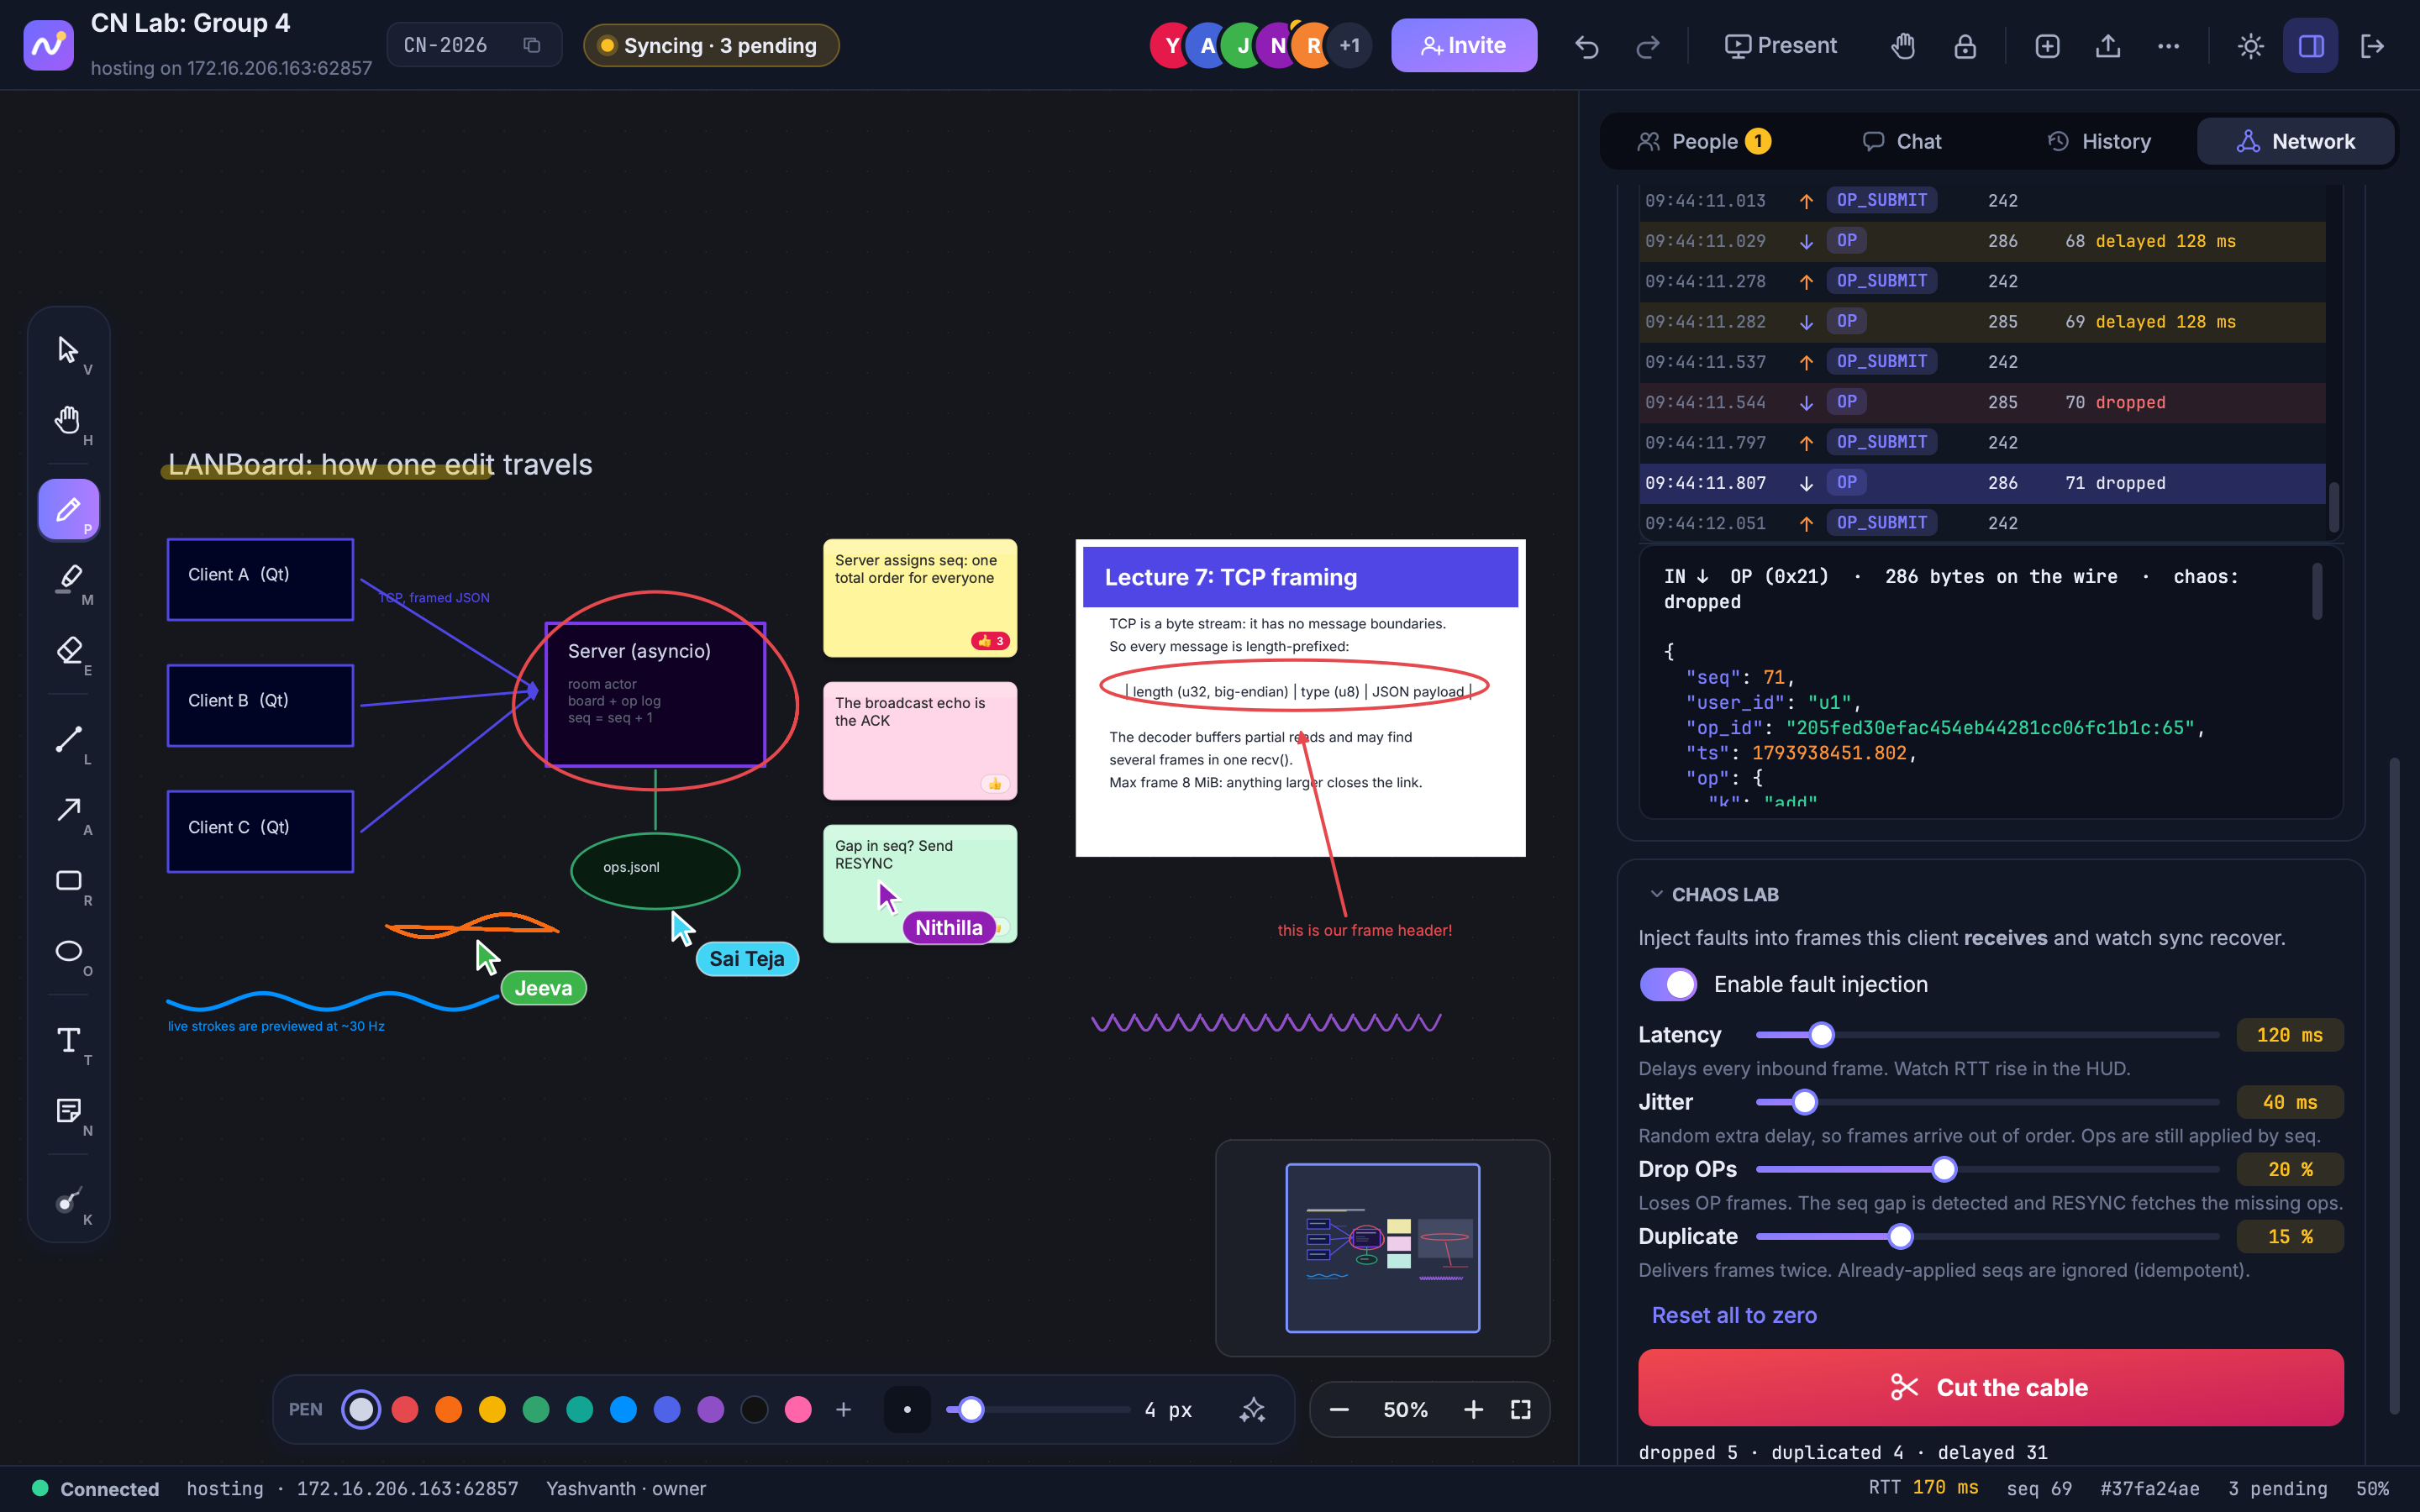 CN Lab: Group 4
hosting on 172.16.206.163:62857
CN-2026
Syncing · 3 pending
Y A J N R +1
Invite
Present
People 1
Chat
History
Network
V
H
P
M
E
L
A
R
O
T
N
K
LANBoard: how one edit travels
Client A (Qt)
Client B (Qt)
Client C (Qt)
TCP, framed JSON
Server (asyncio)
room actor
board + op log
seq = seq + 1
ops.jsonl
Server assigns seq: one
total order for everyone
👍 3
The broadcast echo is
the ACK
👍
Gap in seq? Send
RESYNC
Nithilla
Sai Teja
Jeeva
live strokes are previewed at ~30 Hz
Lecture 7: TCP framing
TCP is a byte stream: it has no message boundaries.
So every message is length-prefixed:
| length (u32, big-endian) | type (u8) | JSON payload |
The decoder buffers partial reads and may find
several frames in one recv().
Max frame 8 MiB: anything larger closes the link.
this is our frame header!
PEN
4 px
50%
09:44:11.013 ↑ OP_SUBMIT 242
09:44:11.029 ↓ OP 286 68 delayed 128 ms
09:44:11.278 ↑ OP_SUBMIT 242
09:44:11.282 ↓ OP 285 69 delayed 128 ms
09:44:11.537 ↑ OP_SUBMIT 242
09:44:11.544 ↓ OP 285 70 dropped
09:44:11.797 ↑ OP_SUBMIT 242
09:44:11.807 ↓ OP 286 71 dropped
09:44:12.051 ↑ OP_SUBMIT 242
IN ↓ OP (0x21) · 286 bytes on the wire · chaos:
dropped
{
"seq": 71,
"user_id": "u1",
"op_id": "205fed30efac454eb44281cc06fc1b1c:65",
"ts": 1793938451.802,
"op": {
"k": "add"
CHAOS LAB
Inject faults into frames this client receives and watch sync recover.
Enable fault injection
Latency 120 ms
Delays every inbound frame. Watch RTT rise in the HUD.
Jitter 40 ms
Random extra delay, so frames arrive out of order. Ops are still applied by seq.
Drop OPs 20 %
Loses OP frames. The seq gap is detected and RESYNC fetches the missing ops.
Duplicate 15 %
Delivers frames twice. Already-applied seqs are ignored (idempotent).
Reset all to zero
Cut the cable
dropped 5 · duplicated 4 · delayed 31
Connected
hosting · 172.16.206.163:62857
Yashvanth · owner
RTT 170 ms
seq 69
#37fa24ae
3 pending
50%